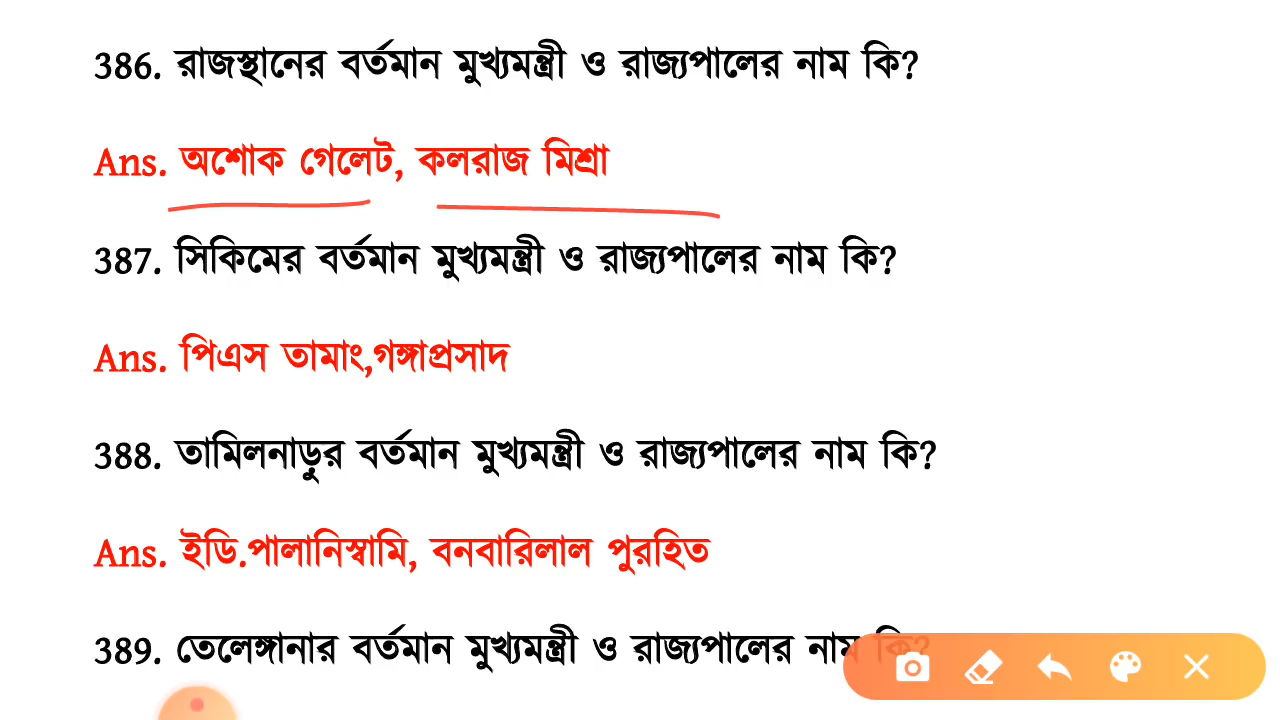 386. রাজস্থানের বর্তমান মুখ্যমন্ত্রী ও রাজ্যপালের নাম কি?
Ans. অশোক গেলেট, কলরাজ মিশ্রা
387. সিকিমের বর্তমান মুখ্যমন্ত্রী ও রাজ্যপালের নাম কি?
Ans. পিএস তামাং,গঙ্গাপ্রসাদ
388. তামিলনাড়ুর বর্তমান মুখ্যমন্ত্রী ও রাজ্যপালের নাম কি?
Ans. ইডি.পালানিস্বামি, বনবারিলাল পুরহিত
389. তেলেঙ্গানার বর্তমান মুখ্যমন্ত্রী ও রাজ্যপালের নাম কি?